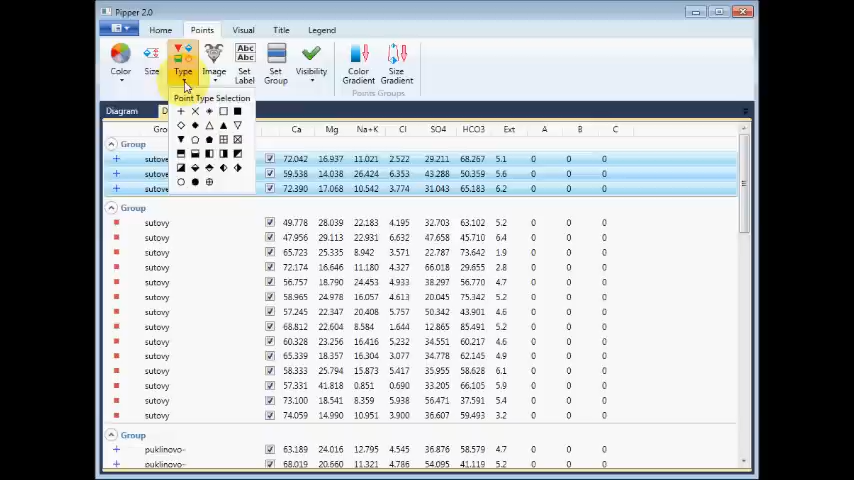 Pipper 2.0
Home Points Visual Title Legend
Abc
Abc
Color Size Type Image Set Label Set Group Visibility Color Gradient Size Gradient
Points Groups
Point Type Selection
Diagram D
Gro Ca Mg Na+K Cl SO4 HCO3 Ext A B C
Group
sutove 72.042 16.937 11.021 2.522 29.211 68.267 5.1 0 0 0
sutove 59.538 14.038 26.424 6.353 43.288 50.359 5.6 0 0 0
sutove 72.390 17.068 10.542 3.774 31.043 65.183 6.2 0 0 0
Group
sutovy 49.778 28.039 22.183 4.195 32.703 63.102 5.2 0 0 0
sutovy 47.956 29.113 22.931 6.632 47.658 45.710 6.4 0 0 0
sutovy 65.723 25.335 8.942 3.571 22.787 73.642 1.9 0 0 0
sutovy 72.174 16.646 11.180 4.327 66.018 29.655 2.8 0 0 0
sutovy 56.757 18.790 24.453 4.933 38.297 56.770 4.7 0 0 0
sutovy 58.965 24.978 16.057 4.613 20.045 75.342 5.2 0 0 0
sutovy 57.245 22.347 20.408 5.757 50.342 43.901 4.6 0 0 0
sutovy 68.812 22.604 8.584 1.644 12.865 85.491 5.2 0 0 0
sutovy 60.328 23.256 16.416 5.232 34.551 60.217 4.6 0 0 0
sutovy 65.339 18.357 16.304 3.077 34.778 62.145 4.9 0 0 0
sutovy 58.333 25.794 15.873 5.417 35.971 58.613 6.1 0 0 0
sutovy 57.331 41.818 0.851 0.690 33.205 66.105 5.9 0 0 0
sutovy 73.100 18.541 8.359 5.938 56.471 37.591 5.4 0 0 0
sutovy 74.059 14.990 10.951 3.900 36.607 59.493 3.2 0 0 0
Group
puklinovo- 63.189 24.016 12.795 4.545 36.876 58.579 4.7 0 0 0
puklinovo- 68.019 20.660 11.321 4.786 54.095 41.119 5.2 0 0 0